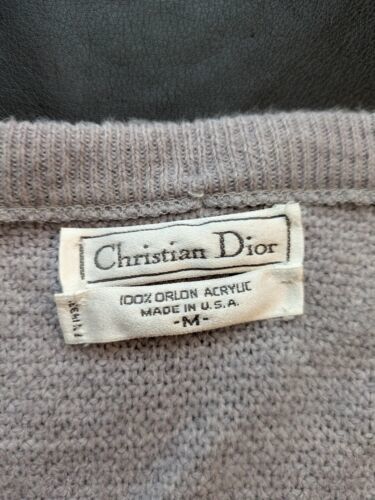 Christian Dior
100% ORLON ACRYLIC
MADE IN U.S.A.
-M-